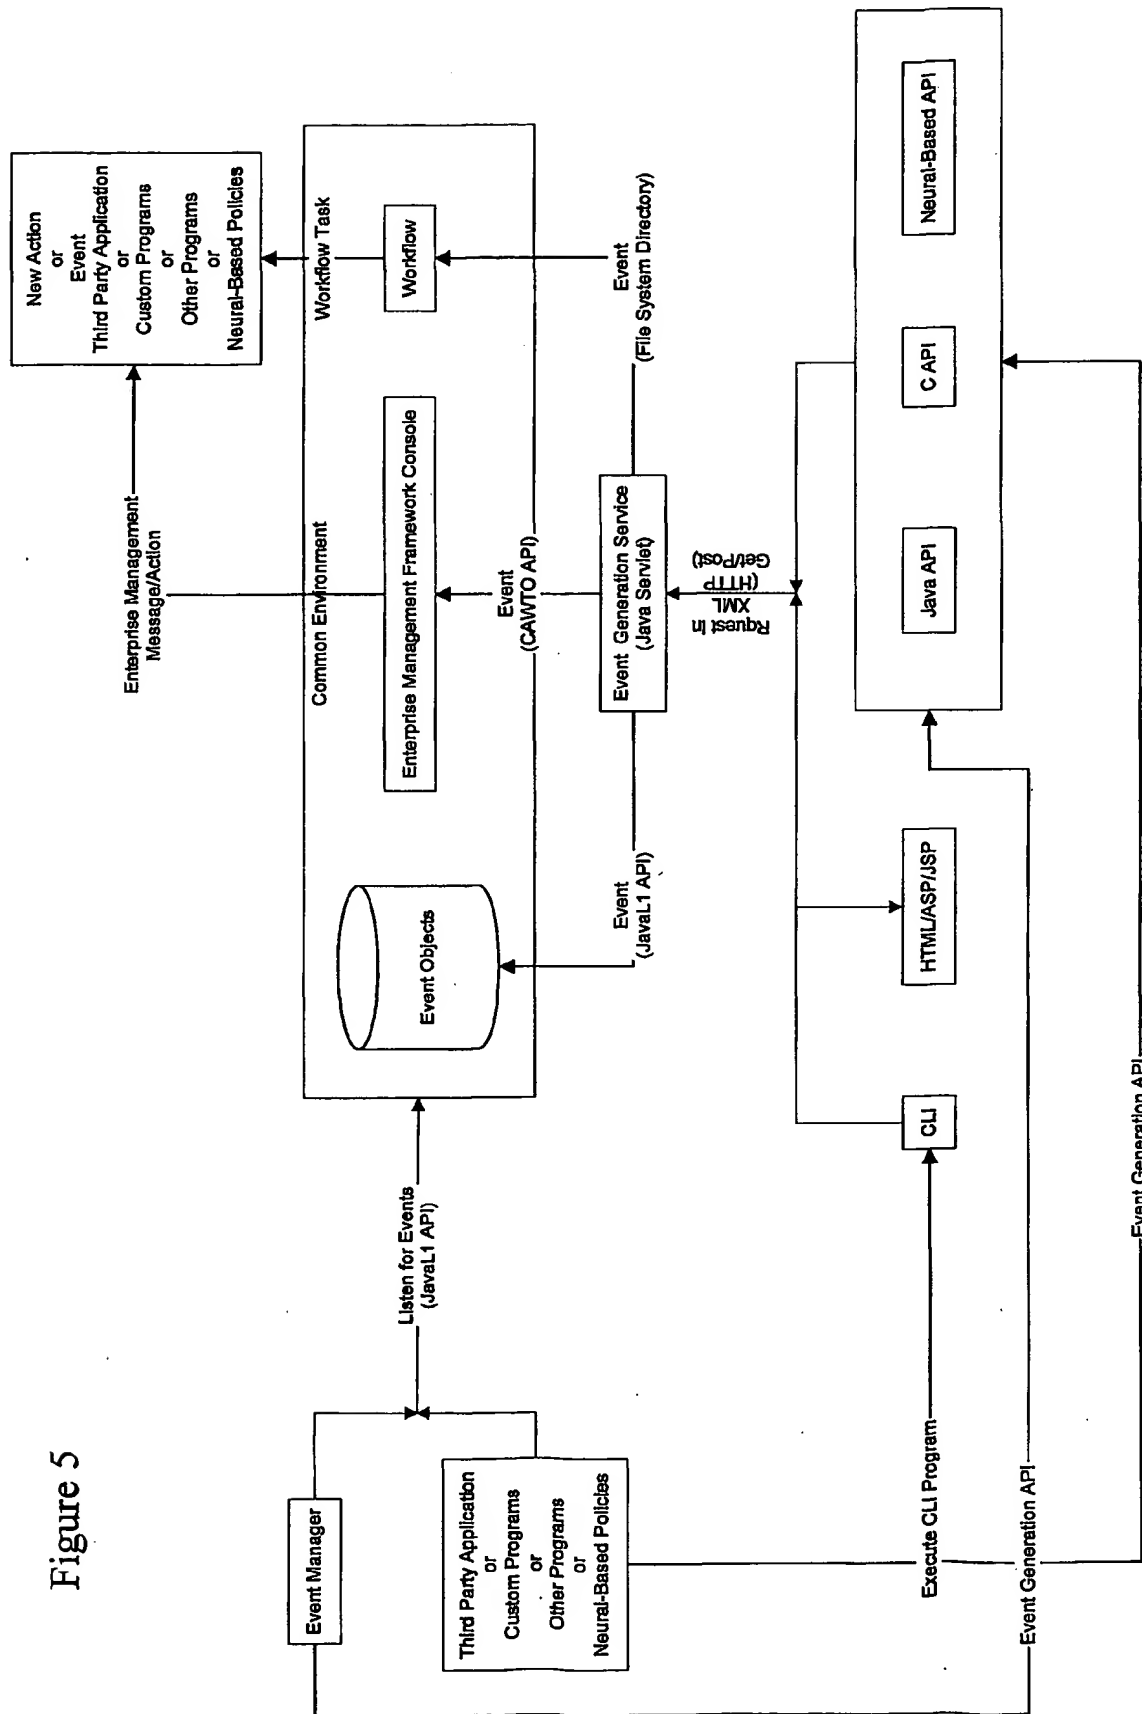 Figure 5
Event Manager
Third Party Application
or
Custom Programs
or
Other Programs
or
Neural-Based Policies
Listen for Events
(JavaL1 API)
Enterprise Management
Message/Action
New Action
or
Event
Third Party Application
or
Custom Programs
or
Other Programs
or
Neural-Based Policies
Common Environment
Workflow Task
Event Objects
Enterprise Management Framework Console
Workflow
Event
(JavaL1 API)
Event
(CAWTO API)
Event
(File System Directory)
Event Generation Service
(Java Servlet)
Rquest In
XML
(HTTP
Get/Post)
Execute CLI Program
CLI
HTML/ASP/JSP
Java API
C API
Neural-Based API
Event Generation API
Event Generation API